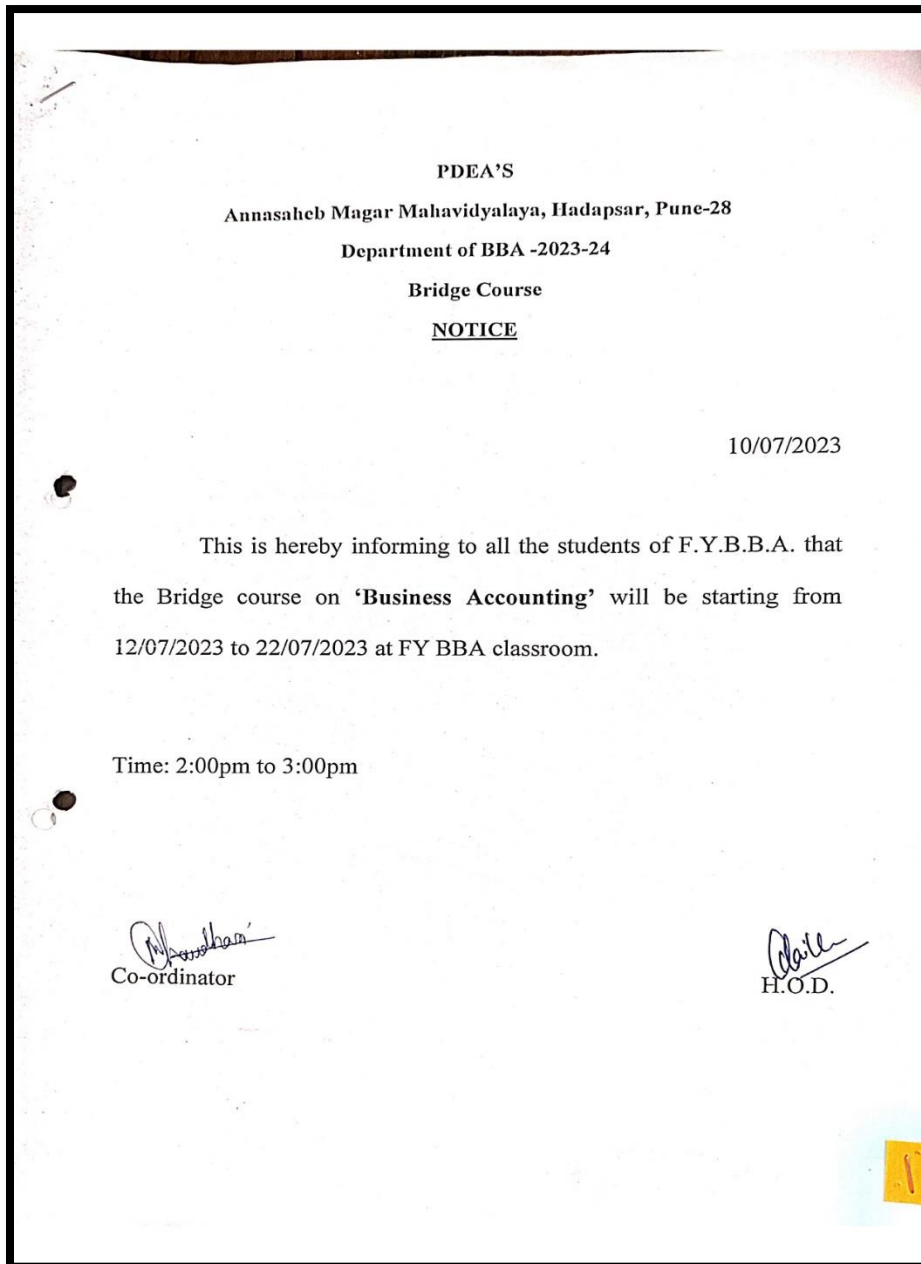 PDEA'S
Annasaheb Magar Mahavidyalaya, Hadapsar, Pune-28
Department of BBA -2023-24
Bridge Course
NOTICE
10/07/2023
This is hereby informing to all the students of F.Y.B.B.A. that
the Bridge course on ‘Business Accounting’ will be starting from
12/07/2023 to 22/07/2023 at FY BBA classroom.
Time: 2:00pm to 3:00pm
Co-ordinator
H.O.D.